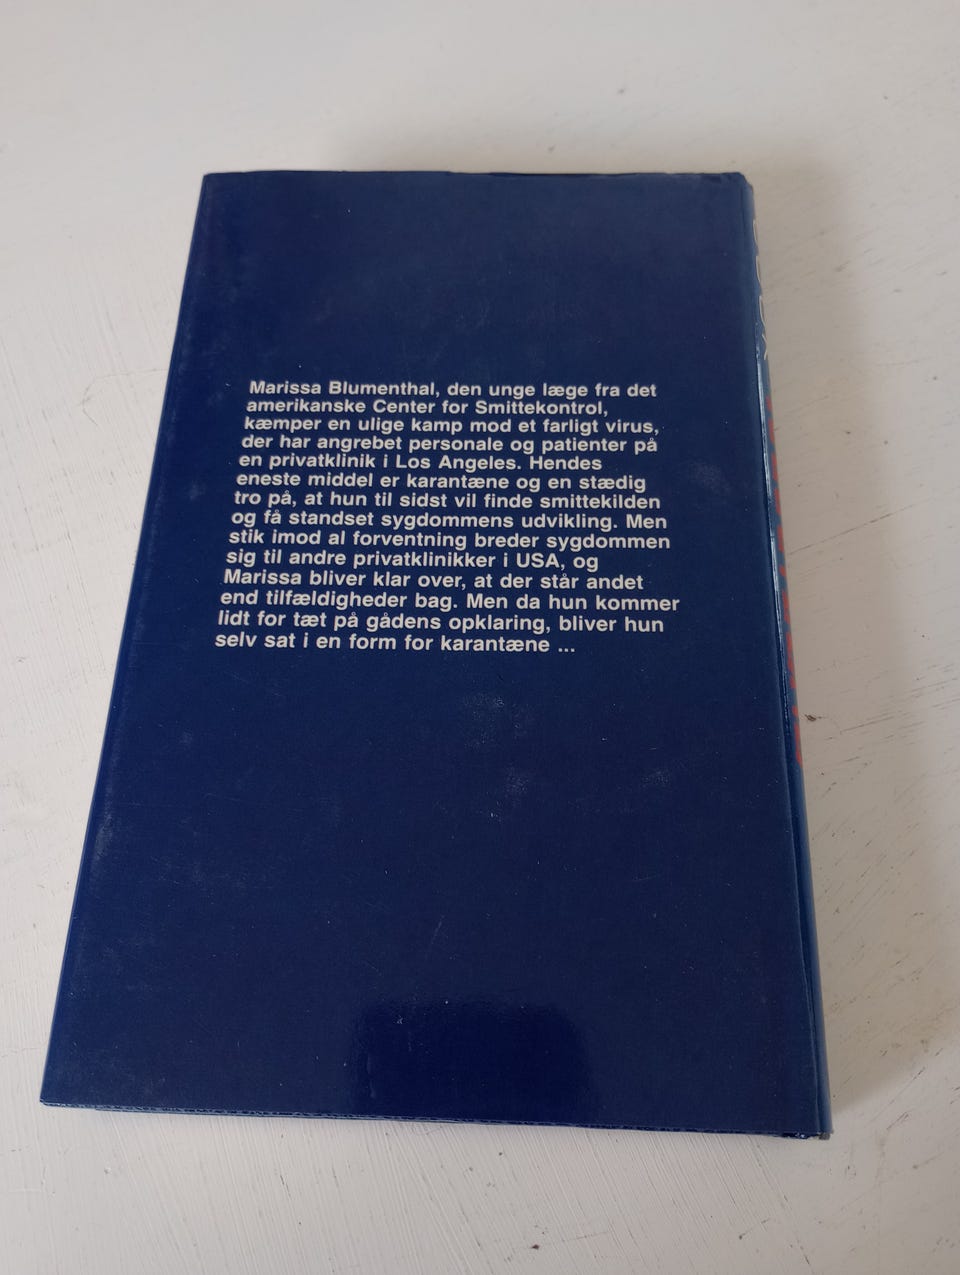 Marissa Blumenthal, den unge læge fra det
amerikanske Center for Smittekontrol,
kæmper en ulige kamp mod et farligt virus,
der har angrebet personale og patienter på
en privatklinik i Los Angeles. Hendes
eneste middel er karantæne og en stædig
tro på, at hun til sidst vil finde smittekilden
og få standset sygdommens udvikling. Men
stik imod al forventning breder sygdommen
sig til andre privatklinikker i USA, og
Marissa bliver klar over, at der står andet
end tilfældigheder bag. Men da hun kommer
lidt for tæt på gådens opklaring, bliver hun
selv sat i en form for karantæne ...